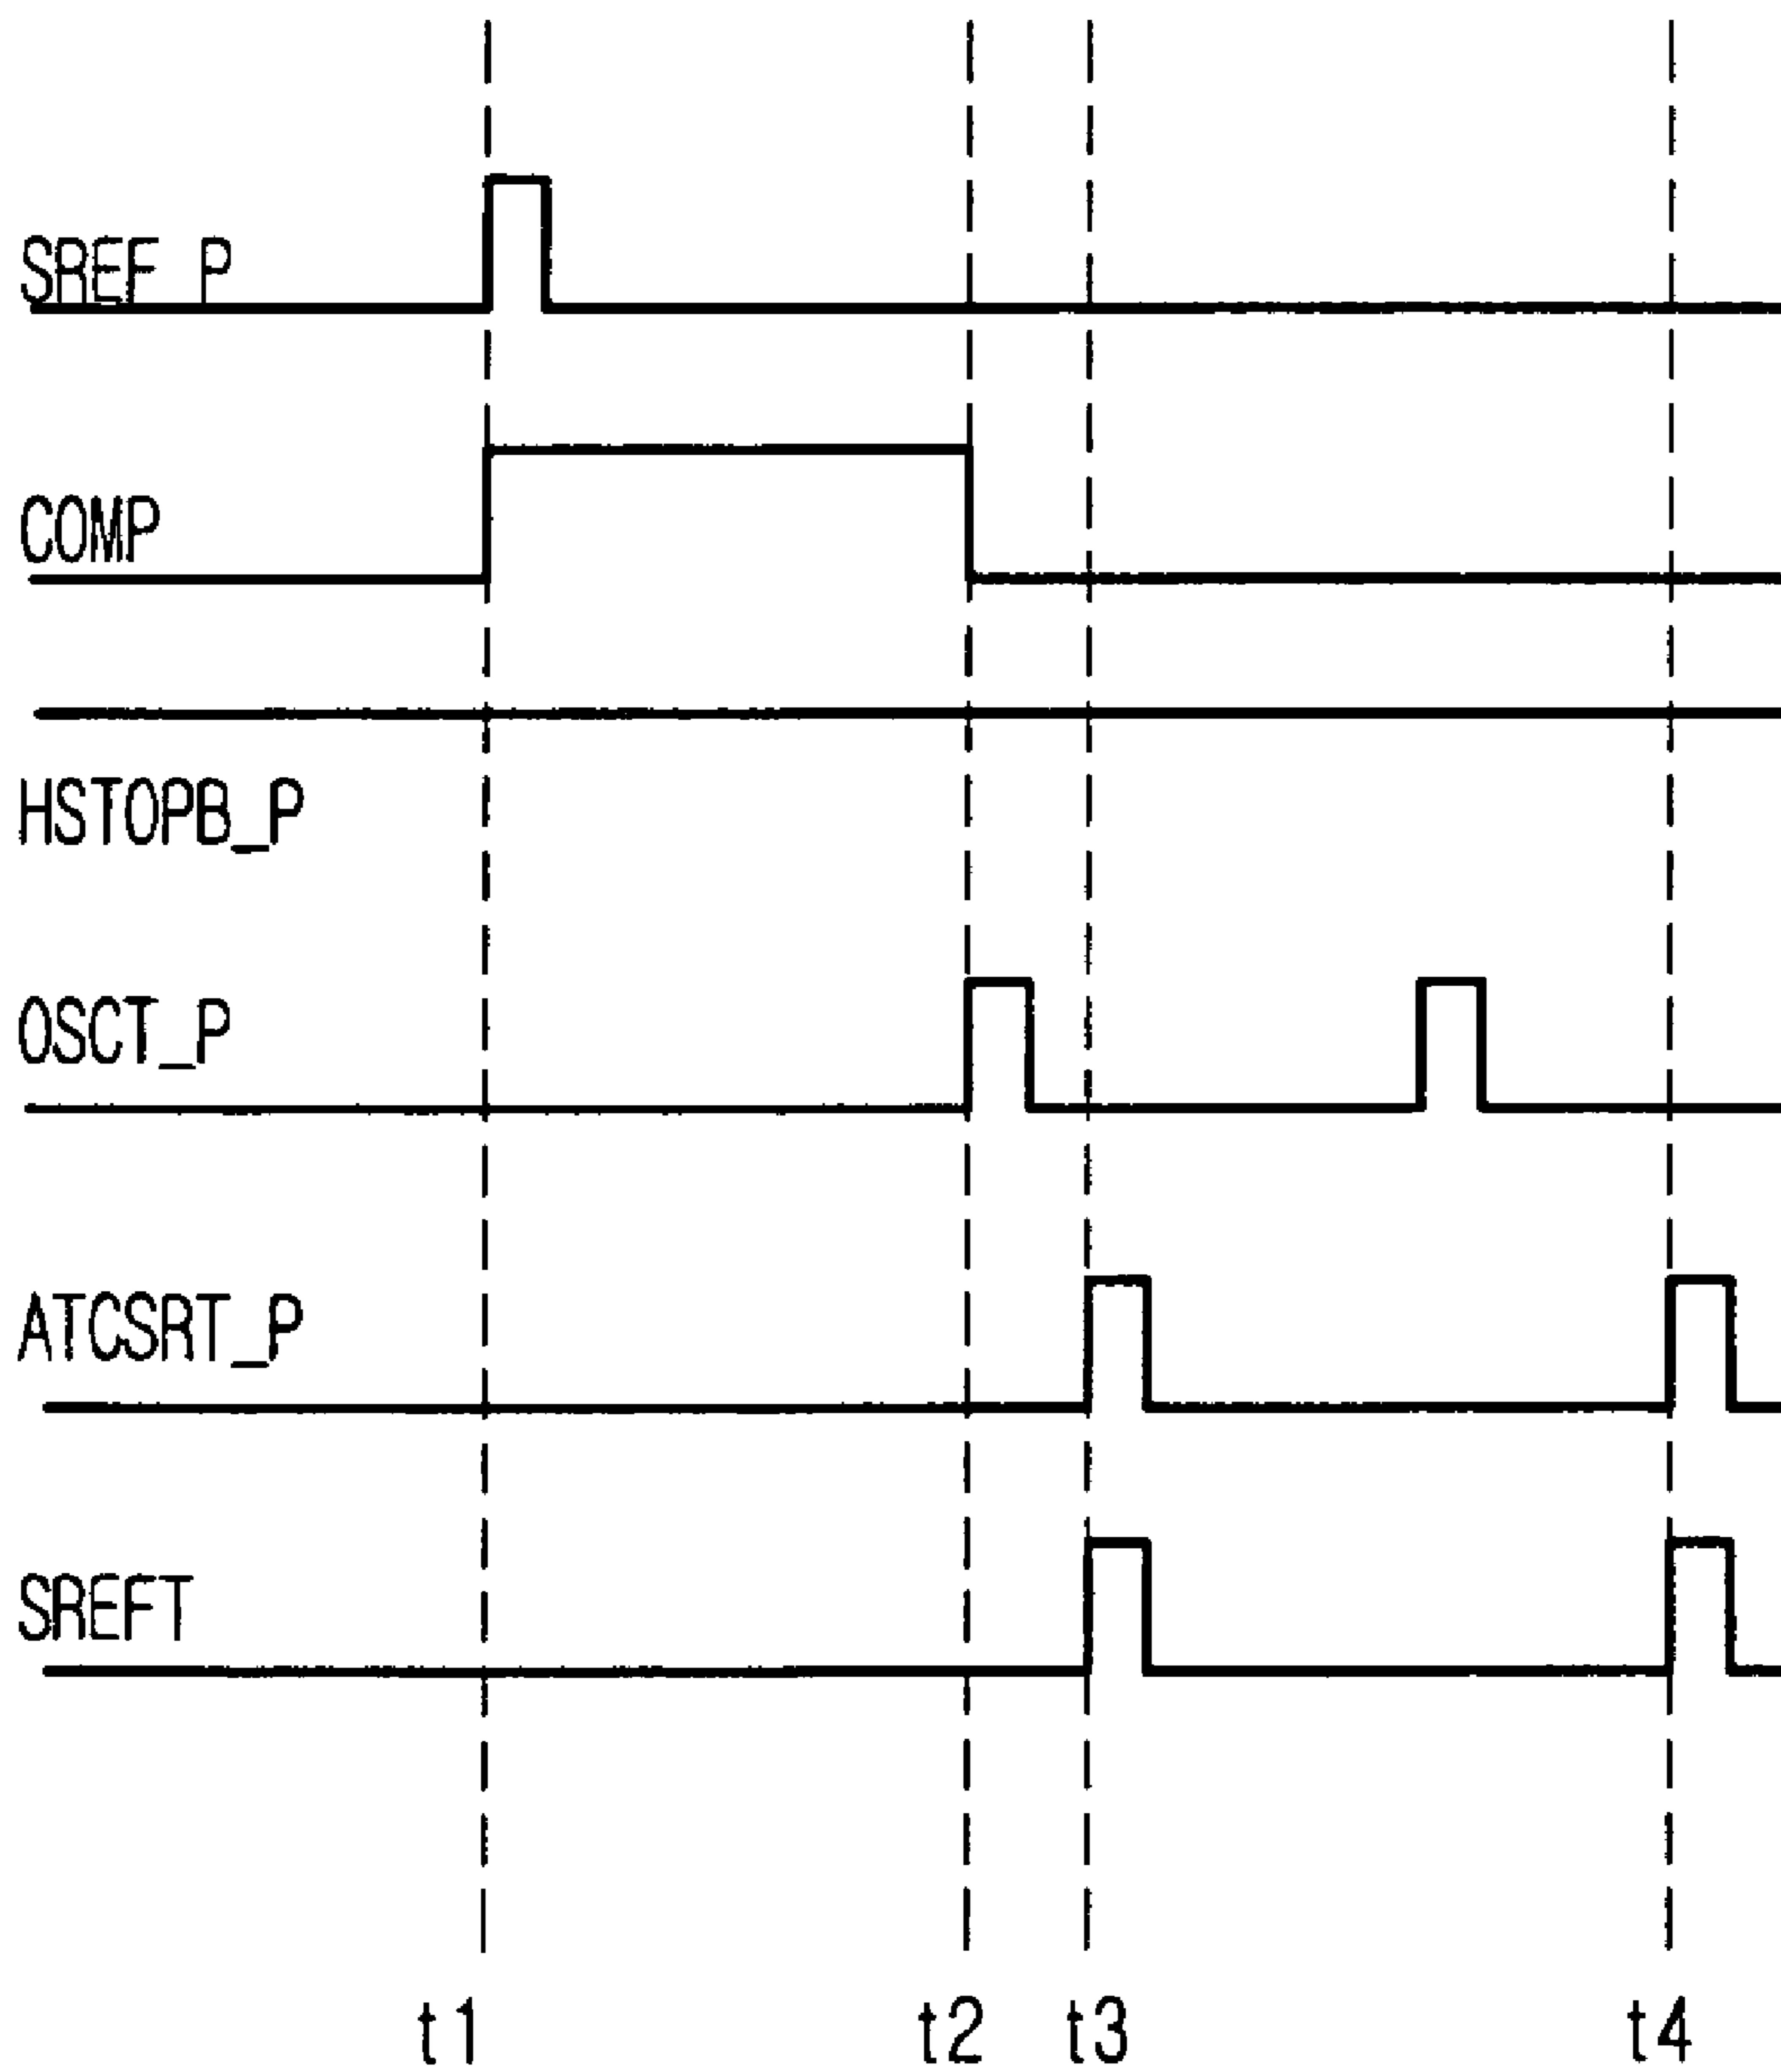 SREF_P
COMP
HSTOPB_P
OSCT_P
ATCSRT_P
SREFT
t1 t2 t3 t4